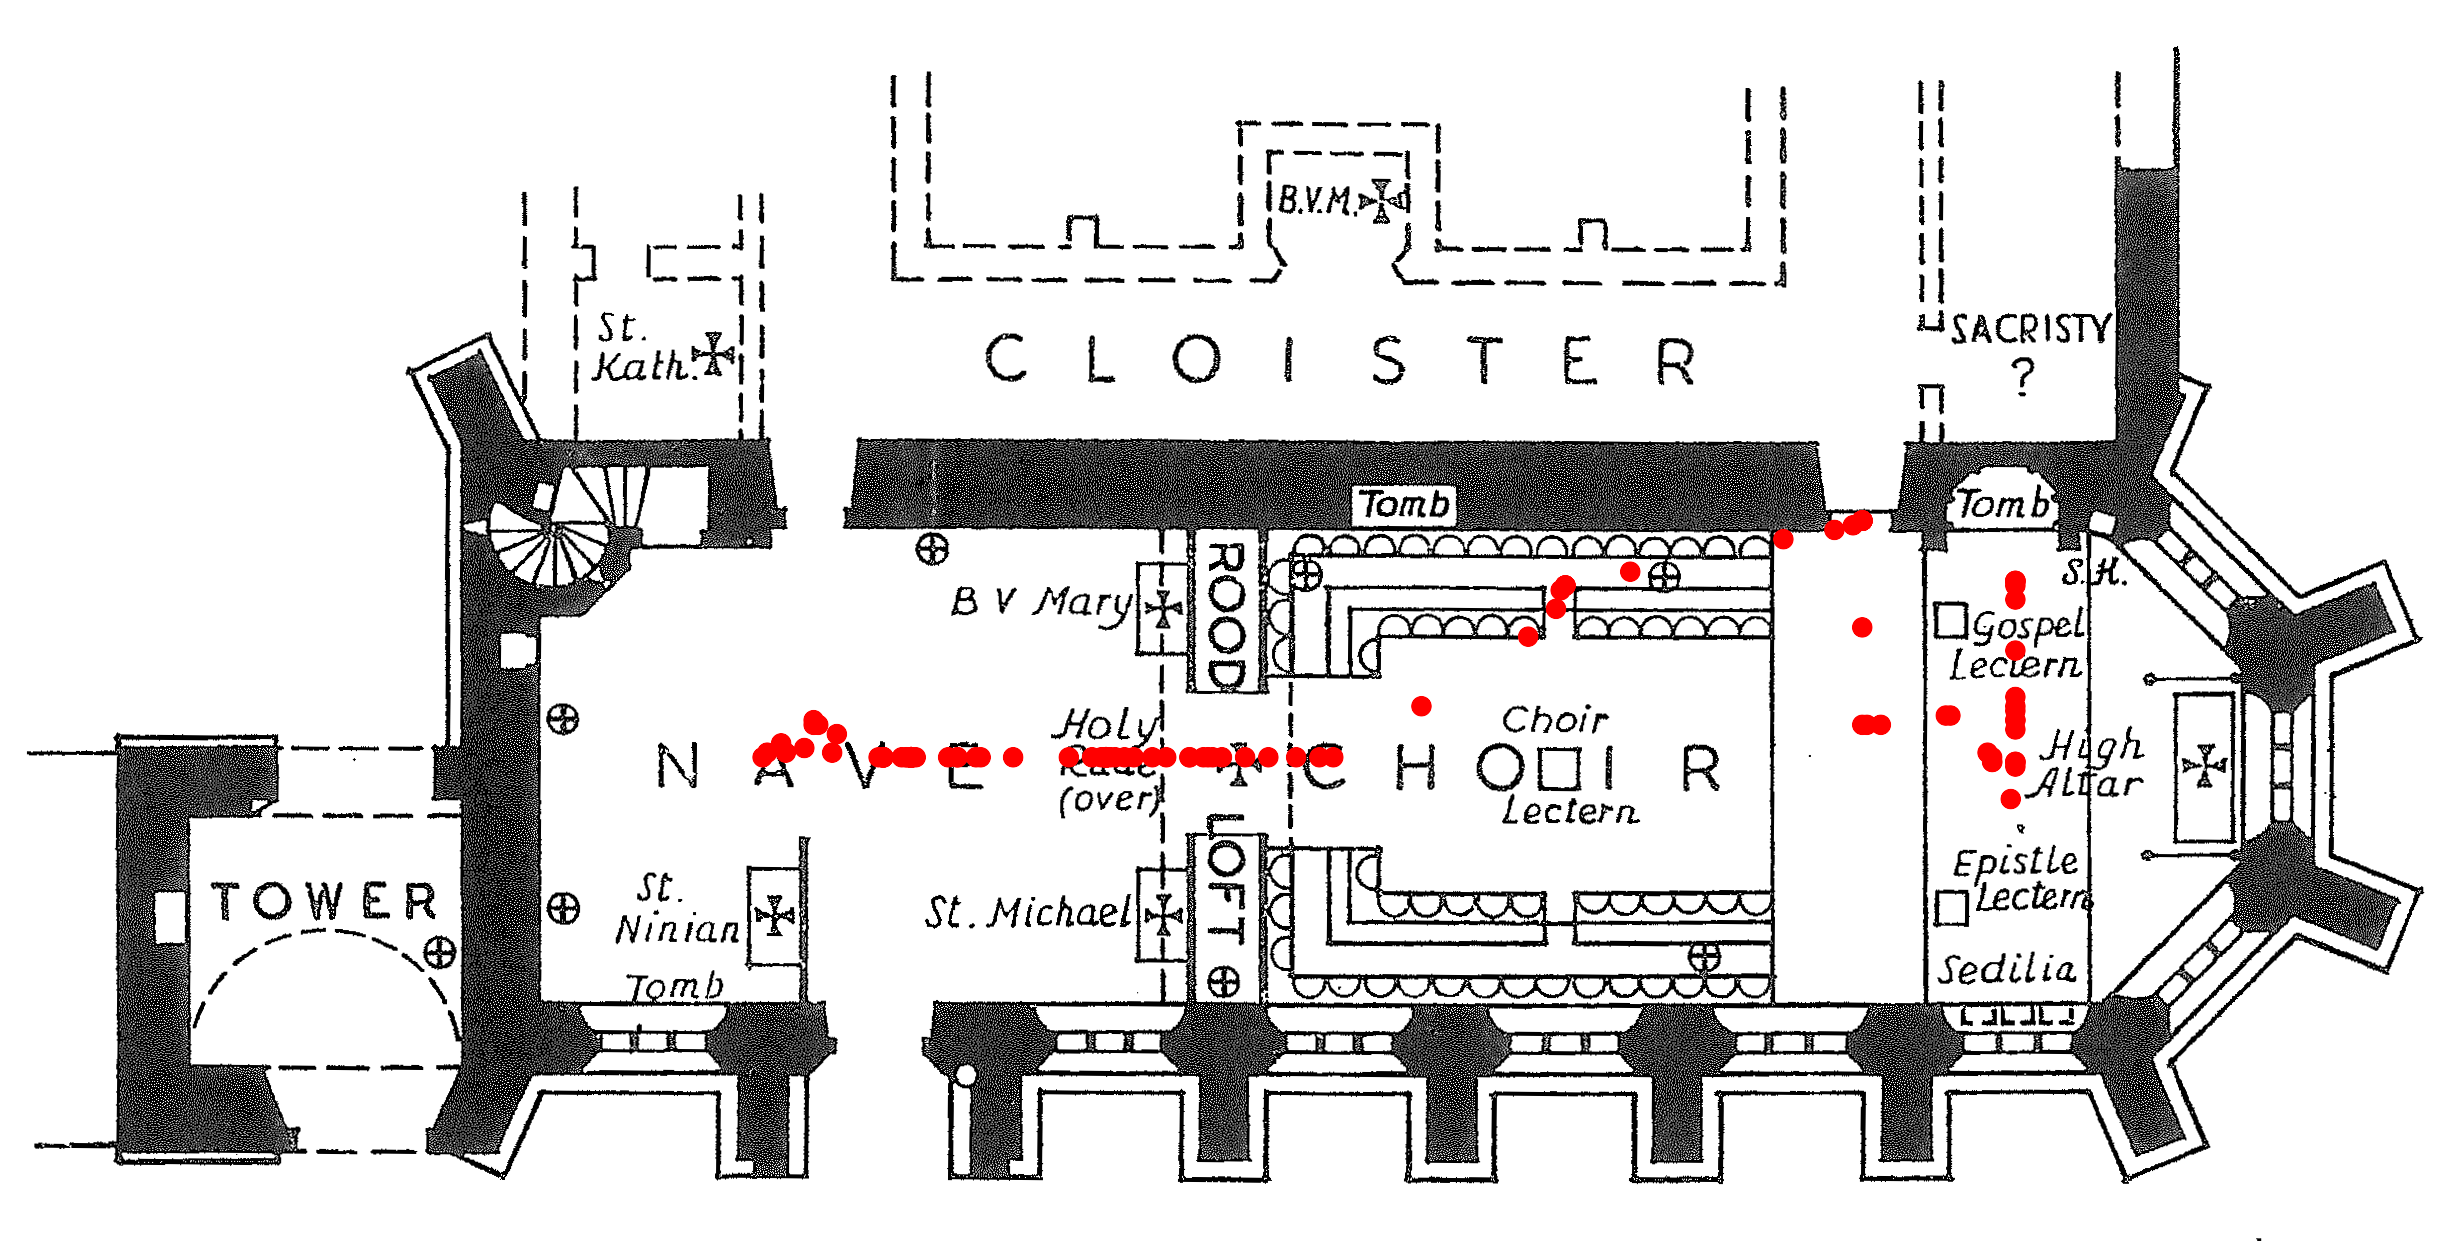 B.V.M.
St.
Kath.
CLOISTER
SACRISTY
?
Tomb
Tomb
S.H.
ROOD
B V Mary
Gospel
Lectern
Holy
Rude
(over)
Choir
Lectern
NAVE
CHOIR
High
Altar
LOFT
TOWER
St.
Ninian
St. Michael
Epistle
Lectern
Tomb
Sedilia